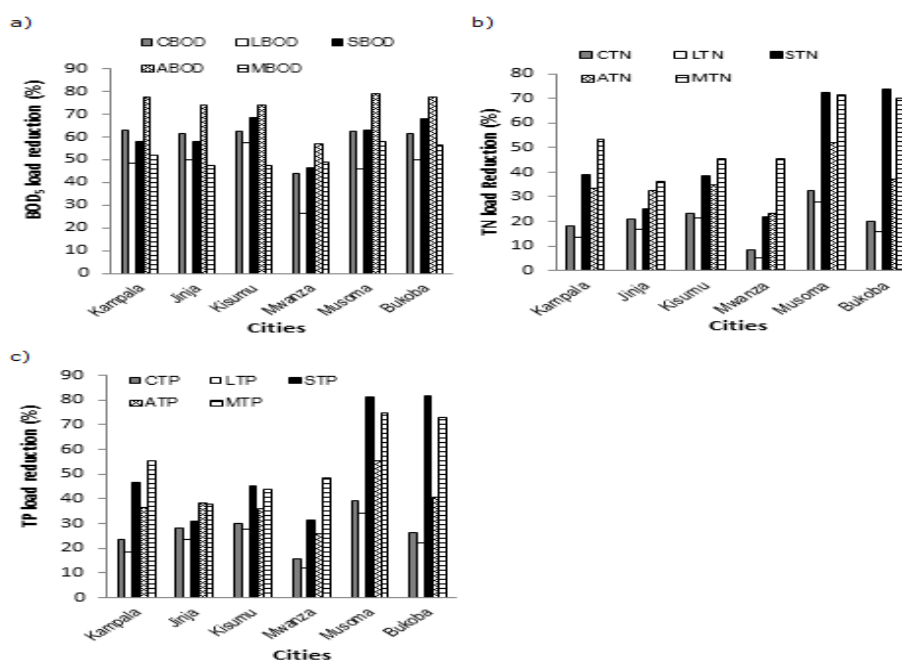 a)
CBOD LBOD SBOD
ABOD MBOD
90
80
70
60
50
40
30
20
10
0
BOD5 load reduction (%)
Kampala Jinja Kisumu Mwanza Musoma Bukoba
Cities
b)
CTN LTN STN
ATN MTN
80
70
60
50
40
30
20
10
0
TN load Reduction (%)
Kampala Jinja Kisumu Mwanza Musoma Bukoba
Cities
c)
CTP LTP STP
ATP MTP
90
80
70
60
50
40
30
20
10
0
TP load reduction (%)
Kampala Jinja Kisumu Mwanza Musoma Bukoba
Cities